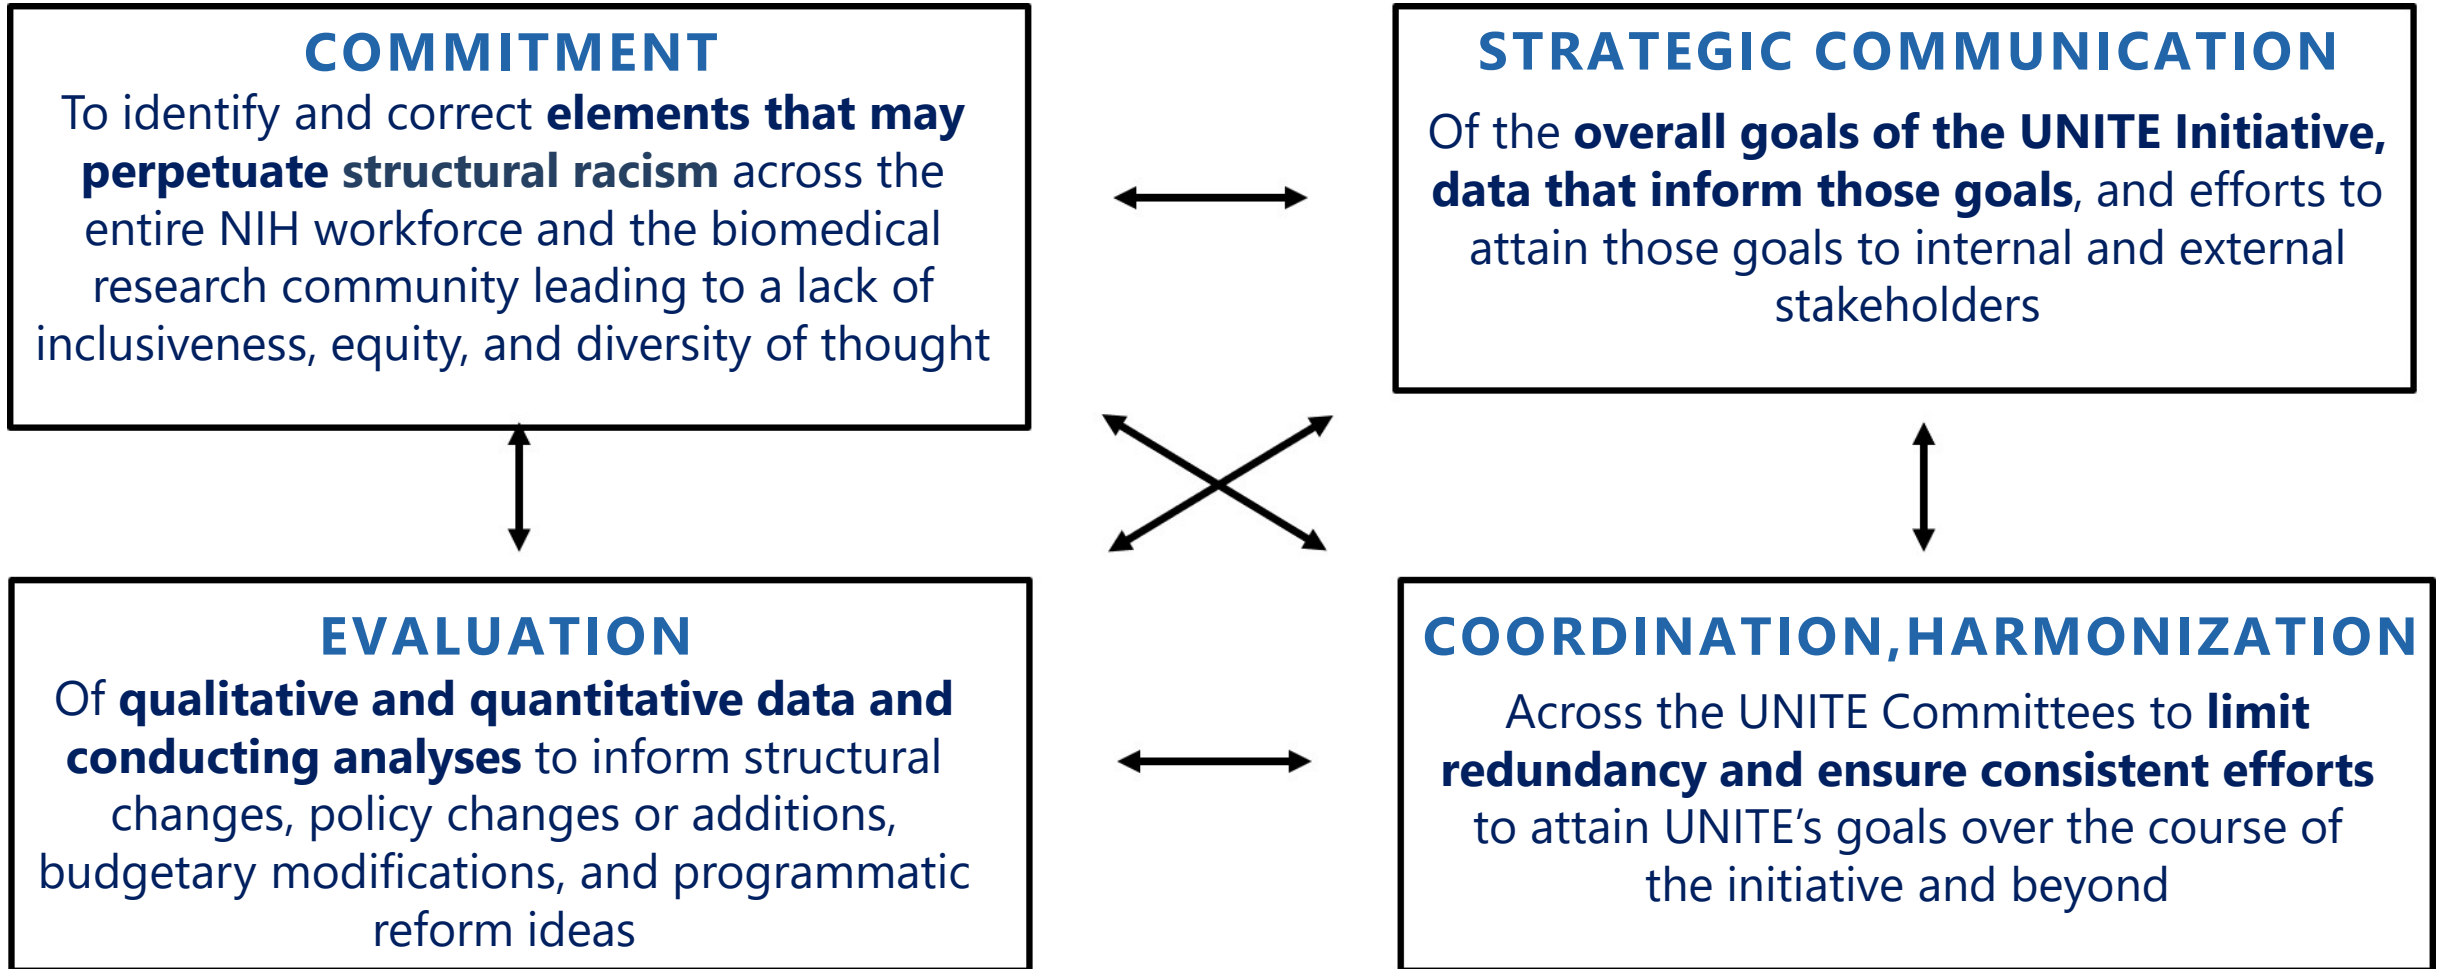 COMMITMENT
To identify and correct elements that may
perpetuate structural racism across the
entire NIH workforce and the biomedical
research community leading to a lack of
inclusiveness, equity, and diversity of thought
STRATEGIC COMMUNICATION
Of the overall goals of the UNITE Initiative,
data that inform those goals, and efforts to
attain those goals to internal and external
stakeholders
EVALUATION
Of qualitative and quantitative data and
conducting analyses to inform structural
changes, policy changes or additions,
budgetary modifications, and programmatic
reform ideas
COORDINATION,HARMONIZATION
Across the UNITE Committees to limit
redundancy and ensure consistent efforts
to attain UNITE’s goals over the course of
the initiative and beyond